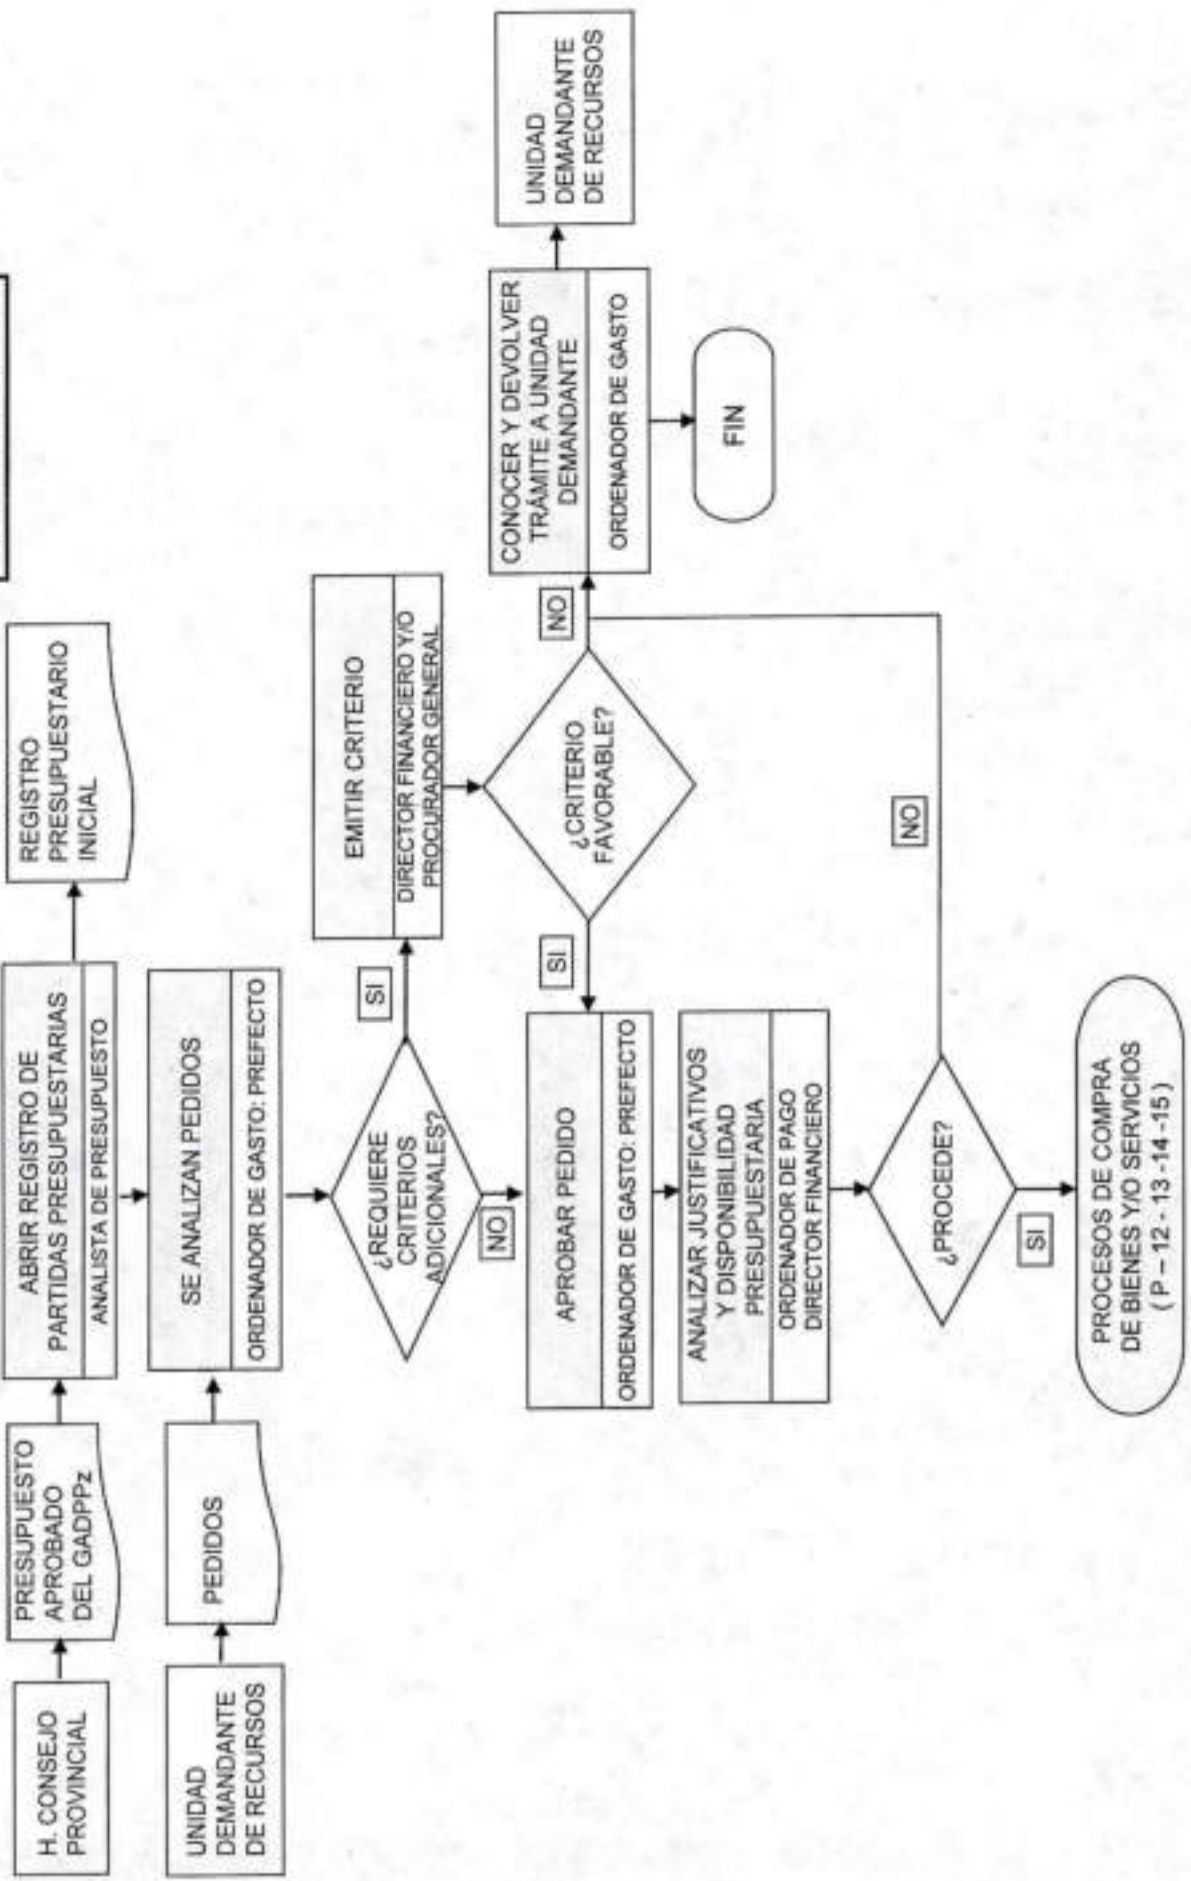 H. CONSEJO
PROVINCIAL
PRESUPUESTO
APROBADO
DEL GADPPz
ABRIR REGISTRO DE
PARTIDAS PRESUPUESTARIAS
ANALISTA DE PRESUPUESTO
REGISTRO
PRESUPUESTARIO
INICIAL
UNIDAD
DEMANDANTE
DE RECURSOS
PEDIDOS
SE ANALIZAN PEDIDOS
ORDENADOR DE GASTO: PREFECTO
¿REQUIERE
CRITERIOS
ADICIONALES?
SI
EMITIR CRITERIO
DIRECTOR FINANCIERO Y/O
PROCURADOR GENERAL
NO
¿CRITERIO
FAVORABLE?
SI
NO
CONOCER Y DEVOLVER
TRÁMITE A UNIDAD
DEMANDANTE
ORDENADOR DE GASTO
UNIDAD
DEMANDANTE
DE RECURSOS
FIN
APROBAR PEDIDO
ORDENADOR DE GASTO: PREFECTO
ANALIZAR JUSTIFICATIVOS
Y DISPONIBILIDAD
PRESUPUESTARIA
ORDENADOR DE PAGO
DIRECTOR FINANCIERO
¿PROCEDE?
NO
SI
PROCESOS DE COMPRA
DE BIENES Y/O SERVICIOS
( P – 12 - 13 -14 -15 )